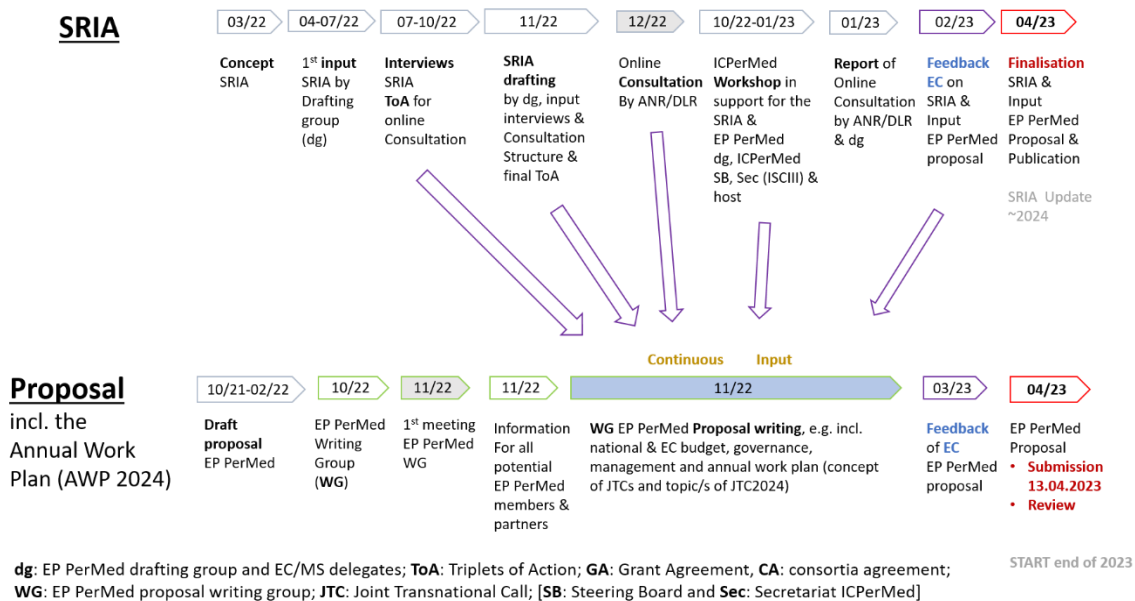 SRIA
03/22
04-07/22
07-10/22
11/22
12/22
10/22-01/23
01/23
02/23
04/23
Concept
SRIA
1st input
SRIA by
Drafting
group
(dg)
Interviews
SRIA
ToA for
online
Consultation
SRIA
drafting
by dg, input
interviews &
Consultation
Structure &
final ToA
Online
Consultation
By ANR/DLR
ICPerMed
Workshop in
support for the
SRIA &
EP PerMed
dg, ICPerMed
SB, Sec (ISCIII) &
host
Report of
Online
Consultation
by ANR/DLR
& dg
Feedback
EC on
SRIA &
Input
EP PerMed
proposal
Finalisation
SRIA &
Input
EP PerMed
Proposal &
Publication
SRIA Update
~2024
Continuous Input
Proposal
incl. the
Annual Work
Plan (AWP 2024)
10/21-02/22
10/22
11/22
11/22
11/22
03/23
04/23
Draft
proposal
EP PerMed
EP PerMed
Writing
Group
(WG)
1st meeting
EP PerMed
WG
Information
For all
potential
EP PerMed
members &
partners
WG EP PerMed Proposal writing, e.g. incl.
national & EC budget, governance,
management and annual work plan (concept
of JTCs and topic/s of JTC2024)
Feedback
of EC
EP PerMed
proposal
EP PerMed
Proposal
• Submission
13.04.2023
• Review
START end of 2023
dg: EP PerMed drafting group and EC/MS delegates; ToA: Triplets of Action; GA: Grant Agreement, CA: consortia agreement;
WG: EP PerMed proposal writing group; JTC: Joint Transnational Call; [SB: Steering Board and Sec: Secretariat ICPerMed]